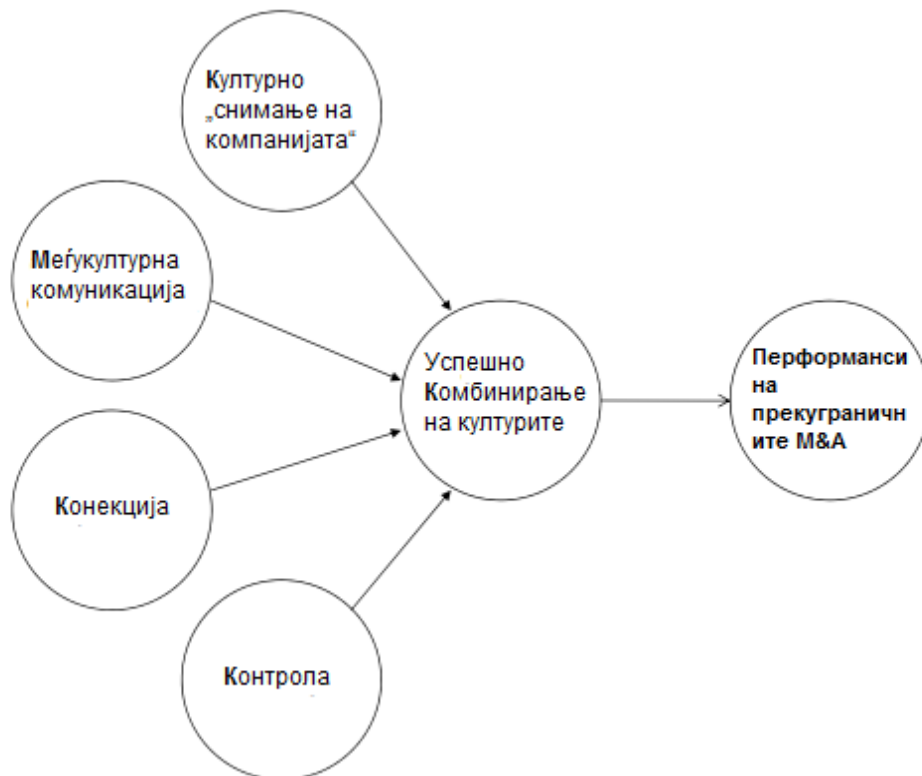 Културно
„снимање на
компанијата“
Меѓукултурна
комуникација
Конекција
Контрола
Успешно
Комбинирање
на културите
Перформанси
на
прекуграничн
ите M&A